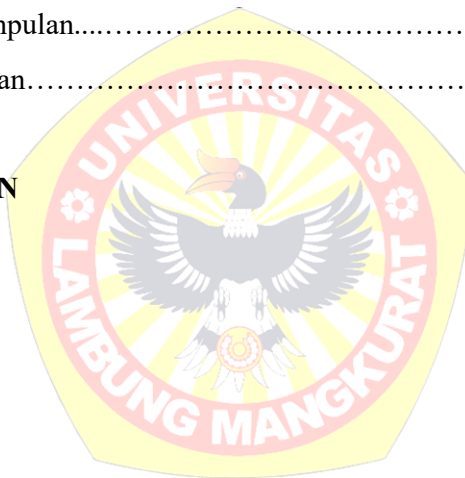 mpulan....……………………………………
an……………………………………………
N
UNIVERSITAS
LAMBUNG MANGKURAT